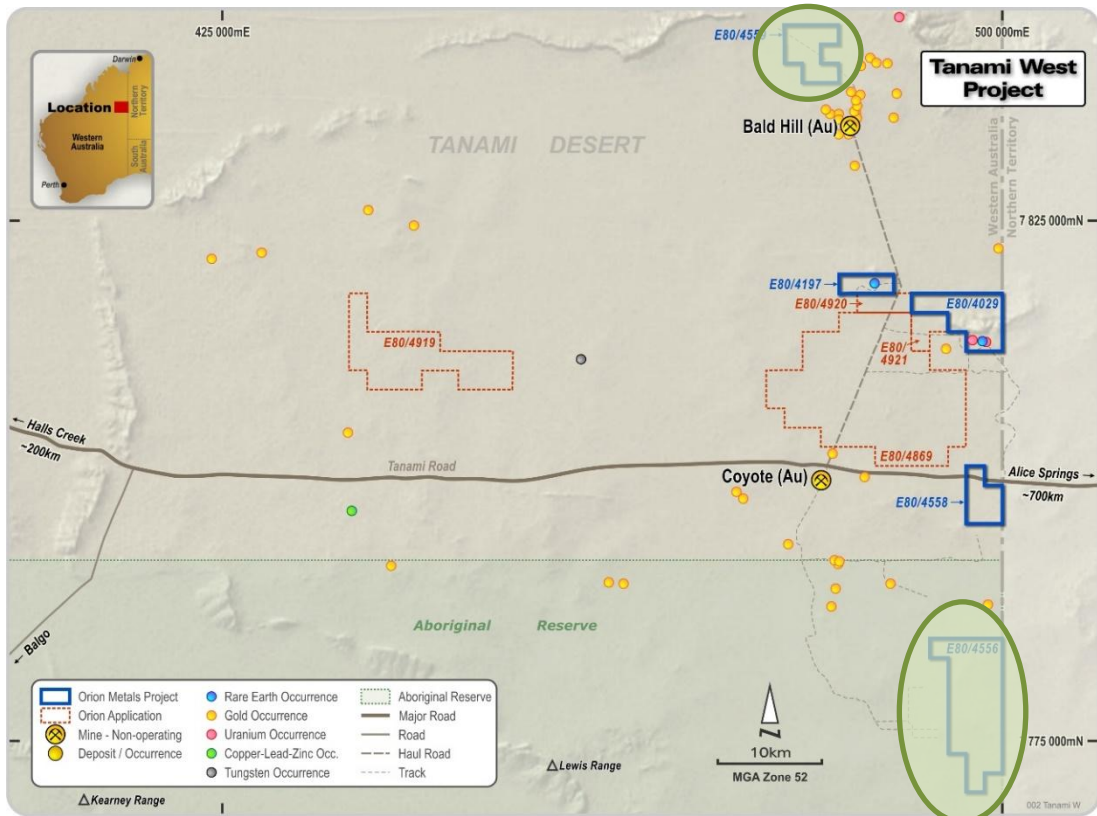 425 000mE
500 000mE
E80/4559
Tanami West
Project
Darwin
Location
Northern
Territory
Western
Australia
South
Australia
Perth
Bald Hill (Au)
TANAMI DESERT
Western Australia
Northern Territory
7 825 000mN
E80/4197
E80/4920
E80/4029
E80/4919
E80/
4921
Halls Creek
~200km
Tanami Road
E80/4869
Coyote (Au)
Alice Springs
~700km
E80/4558
Aboriginal Reserve
E80/4556
Balgo
Orion Metals Project
Orion Application
Mine - Non-operating
Deposit / Occurrence
Rare Earth Occurrence
Gold Occurrence
Uranium Occurrence
Copper-Lead-Zinc Occ.
Tungsten Occurrence
Aboriginal Reserve
Major Road
Road
Haul Road
Track
N
10km
MGA Zone 52
775 000mN
Lewis Range
Kearney Range
002 Tanami W